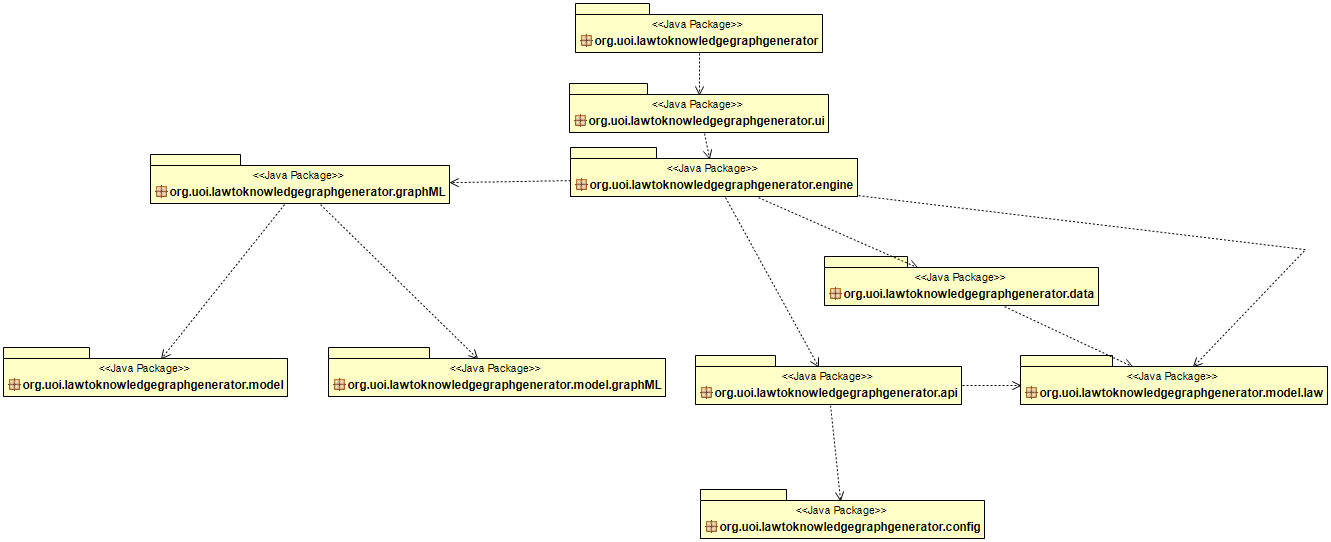 <<Java Package>>
org.uoi.lawtoknowledgegraphgenerator
<<Java Package>>
org.uoi.lawtoknowledgegraphgenerator.ui
<<Java Package>>
org.uoi.lawtoknowledgegraphgenerator.engine
<<Java Package>>
org.uoi.lawtoknowledgegraphgenerator.graphML
<<Java Package>>
org.uoi.lawtoknowledgegraphgenerator.data
<<Java Package>>
org.uoi.lawtoknowledgegraphgenerator.model
<<Java Package>>
org.uoi.lawtoknowledgegraphgenerator.model.graphML
<<Java Package>>
org.uoi.lawtoknowledgegraphgenerator.api
<<Java Package>>
org.uoi.lawtoknowledgegraphgenerator.model.law
<<Java Package>>
org.uoi.lawtoknowledgegraphgenerator.config